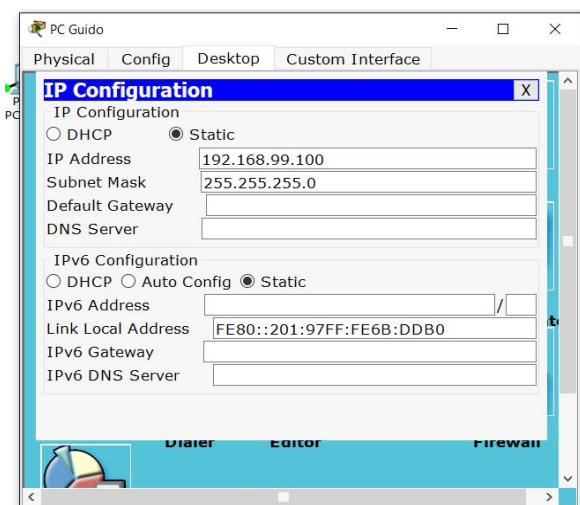 PC Guido
Physical Config Desktop Custom Interface
IP Configuration X
IP Configuration
DHCP Static
IP Address 192.168.99.100
Subnet Mask 255.255.255.0
Default Gateway
DNS Server
IPv6 Configuration
DHCP Auto Config Static
IPv6 Address /
Link Local Address FE80::201:97FF:FE6B:DDB0
IPv6 Gateway
IPv6 DNS Server
Dialer Editor Firewall
P
PC